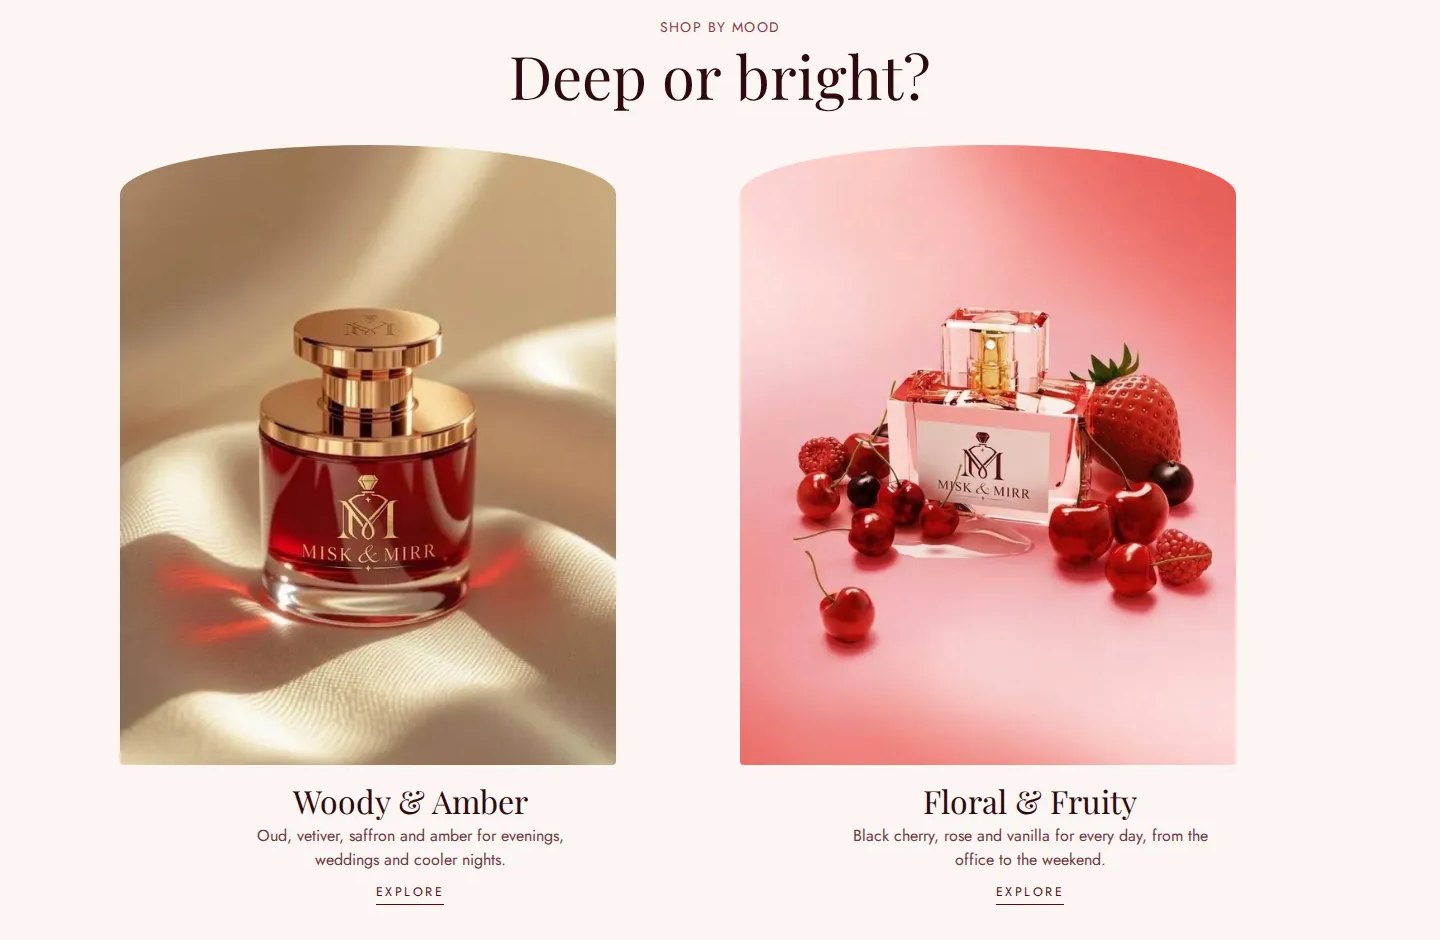 SHOP BY MOOD
Deep or bright?
M
MISK & MIRR
M
MISK & MIRR
Woody & Amber
Oud, vetiver, saffron and amber for evenings,
weddings and cooler nights.
EXPLORE
Floral & Fruity
Black cherry, rose and vanilla for every day, from the
office to the weekend.
EXPLORE